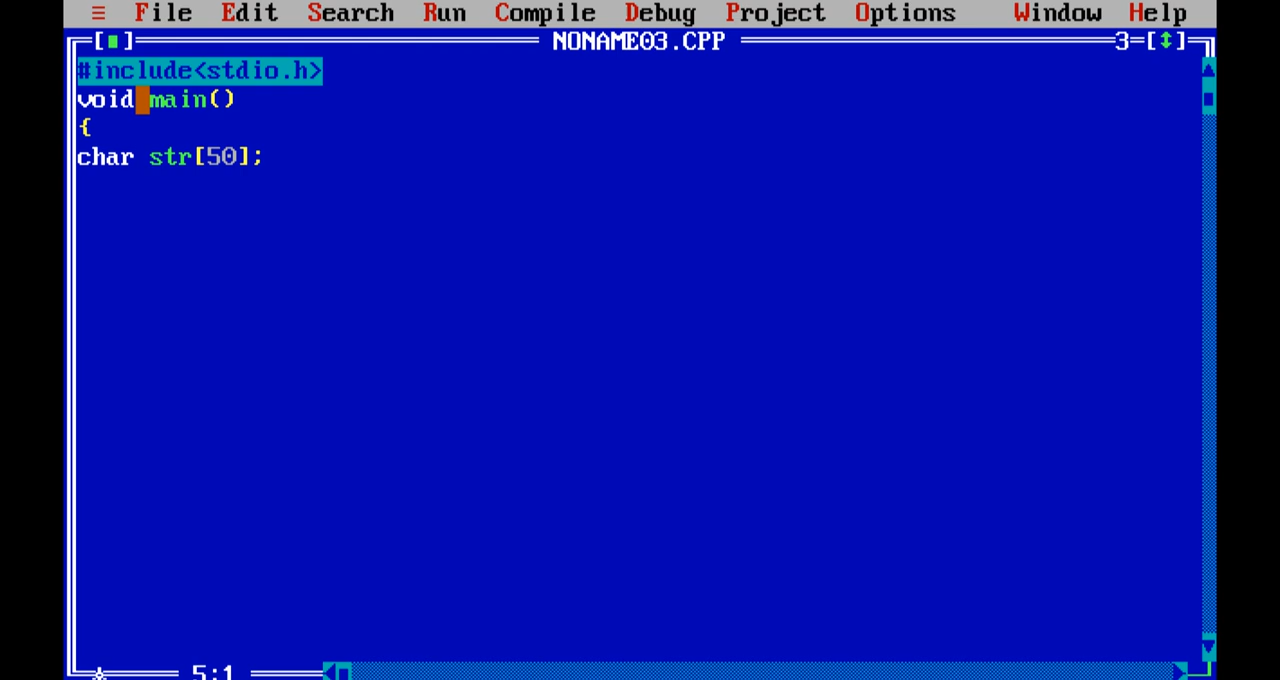 ≡ File Edit Search Run Compile Debug Project Options Window Help
[■] NONAME03.CPP 3=[↕]
#include<stdio.h>
void main()
{
char str[50];
5:1